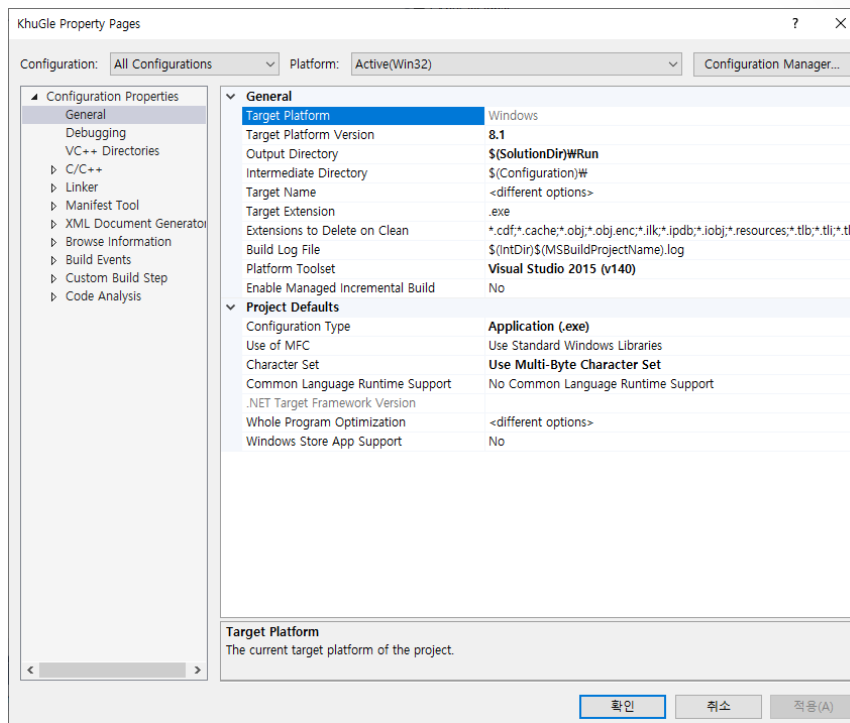 KhuGle Property Pages
Configuration: All Configurations Platform: Active(Win32) Configuration Manager...
Configuration Properties
General
Debugging
VC++ Directories
C/C++
Linker
Manifest Tool
XML Document Generator
Browse Information
Build Events
Custom Build Step
Code Analysis
General
Target Platform Windows
Target Platform Version 8.1
Output Directory $(SolutionDir)₩Run
Intermediate Directory $(Configuration)₩
Target Name <different options>
Target Extension .exe
Extensions to Delete on Clean *.cdf;*.cache;*.obj;*.obj.enc;*.ilk;*.ipdb;*.iobj;*.resources;*.tlb;*.tli;*.tl
Build Log File $(IntDir)$(MSBuildProjectName).log
Platform Toolset Visual Studio 2015 (v140)
Enable Managed Incremental Build No
Project Defaults
Configuration Type Application (.exe)
Use of MFC Use Standard Windows Libraries
Character Set Use Multi-Byte Character Set
Common Language Runtime Support No Common Language Runtime Support
.NET Target Framework Version
Whole Program Optimization <different options>
Windows Store App Support No
Target Platform
The current target platform of the project.
확인 취소 적용(A)